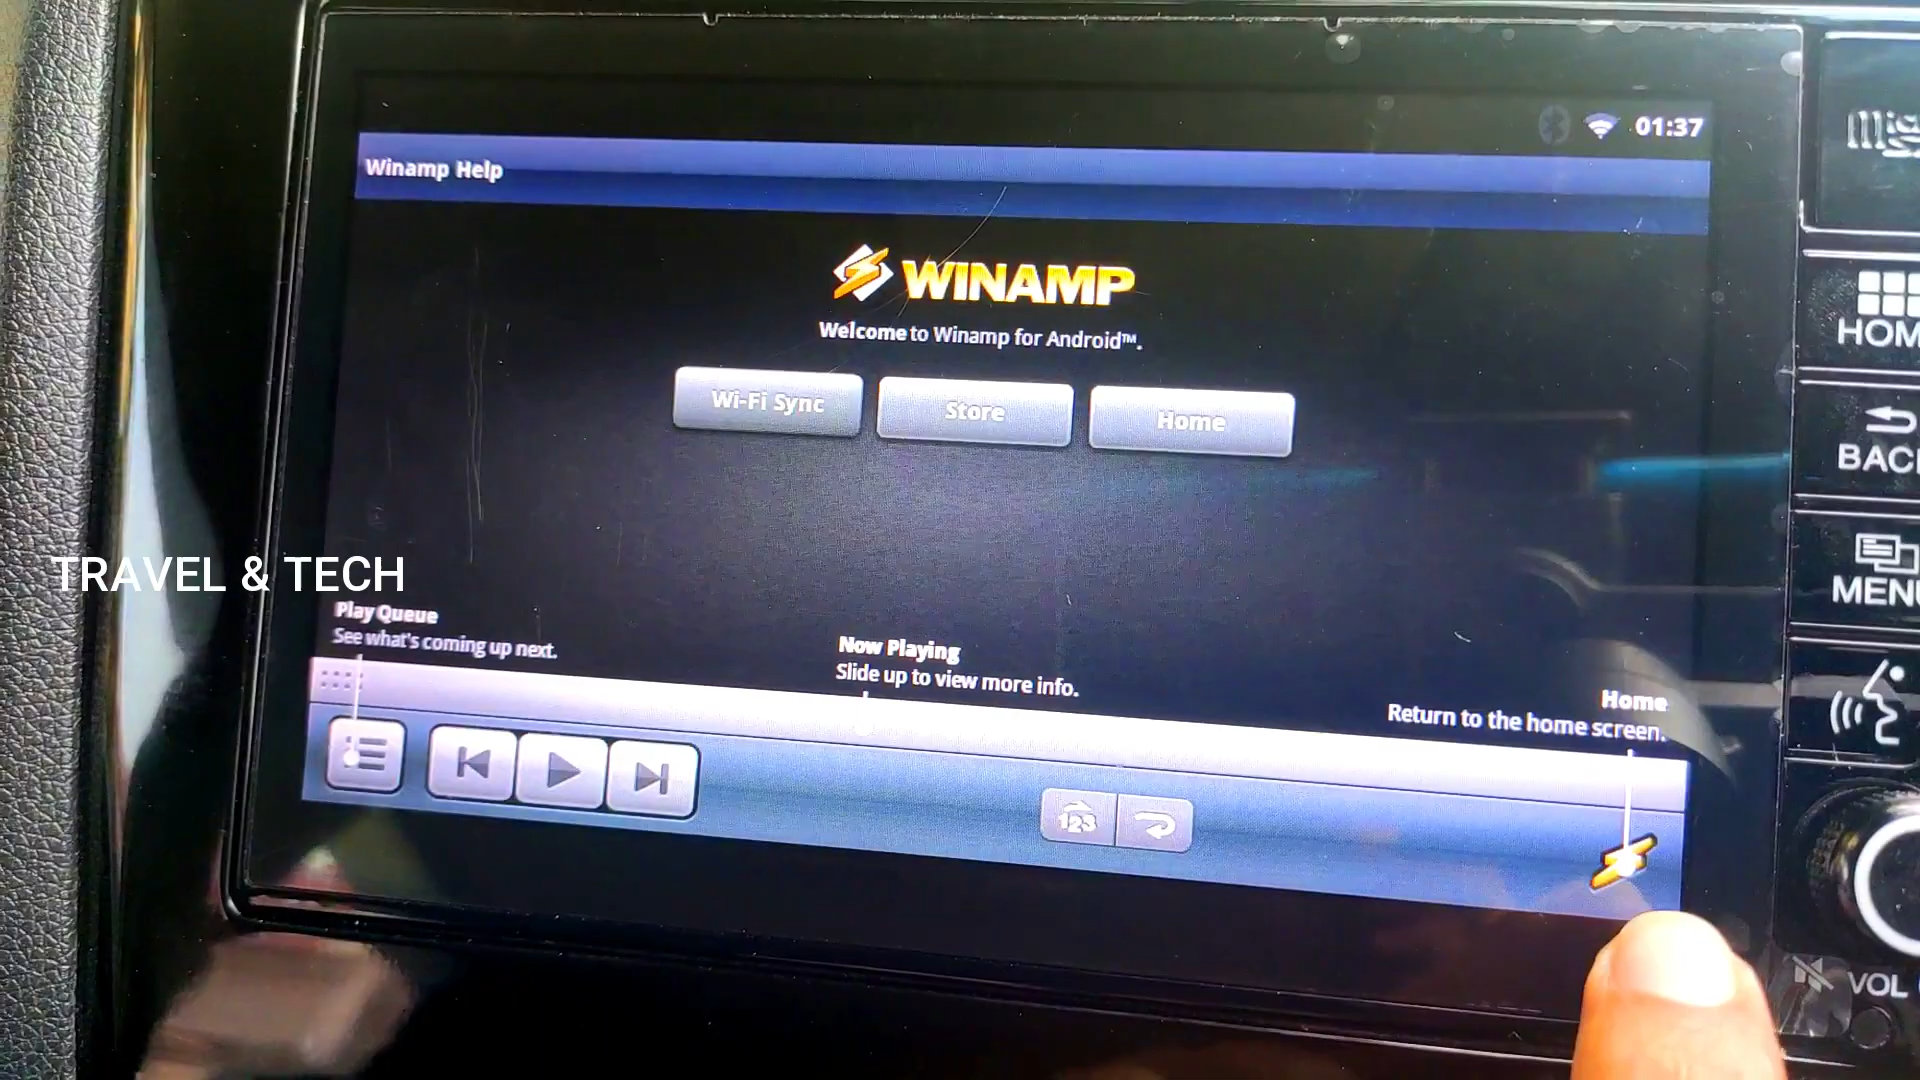 01:37
Winamp Help
WINAMP
Welcome to Winamp for Android™.
Wi-Fi Sync
Store
Home
TRAVEL & TECH
Play Queue
See what's coming up next.
Now Playing
Slide up to view more info.
Home
Return to the home screen.
123
HOM
BAC
MENU
VOL